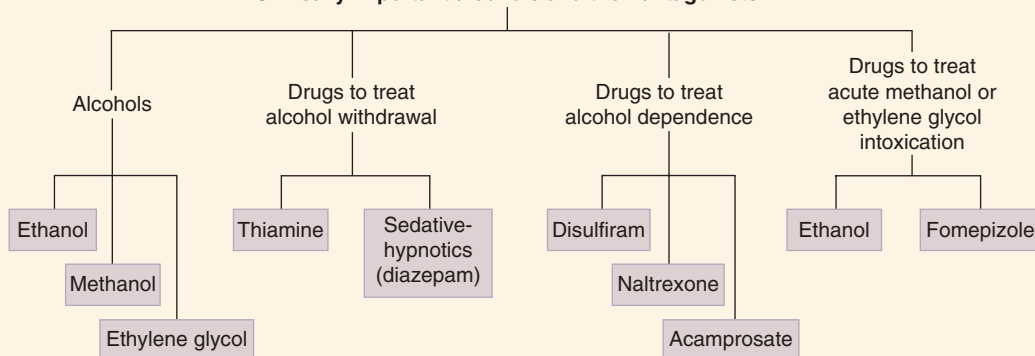 Alcohols
Drugs to treat
alcohol withdrawal
Drugs to treat
alcohol dependence
Drugs to treat
acute methanol or
ethylene glycol
intoxication
Ethanol
Methanol
Ethylene glycol
Thiamine
Sedative-
hypnotics
(diazepam)
Disulfiram
Naltrexone
Acamprosate
Ethanol
Fomepizole